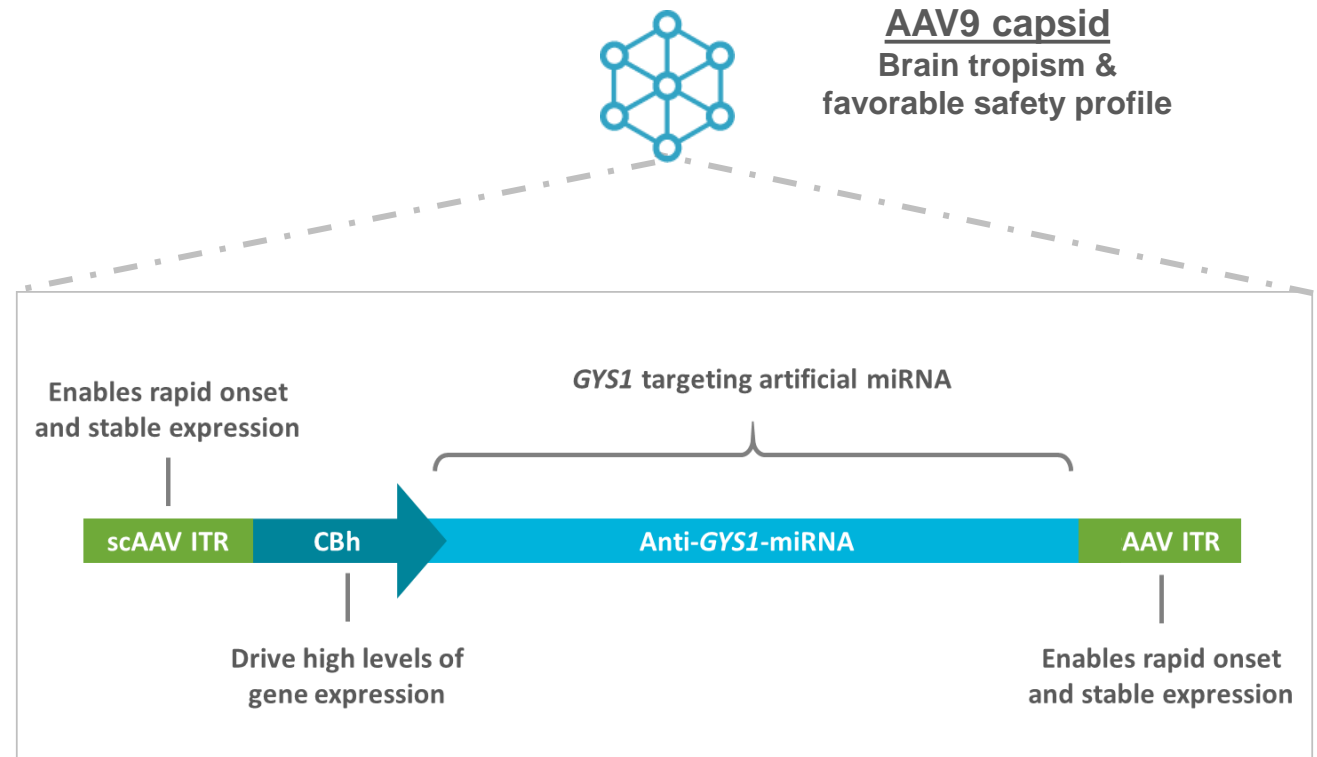 AAV9 capsid
Brain tropism &
favorable safety profile
GYS1 targeting artificial miRNA
Enables rapid onset
and stable expression
scAAV ITR
CBh
Anti-GYS1-miRNA
AAV ITR
Drive high levels of
gene expression
Enables rapid onset
and stable expression